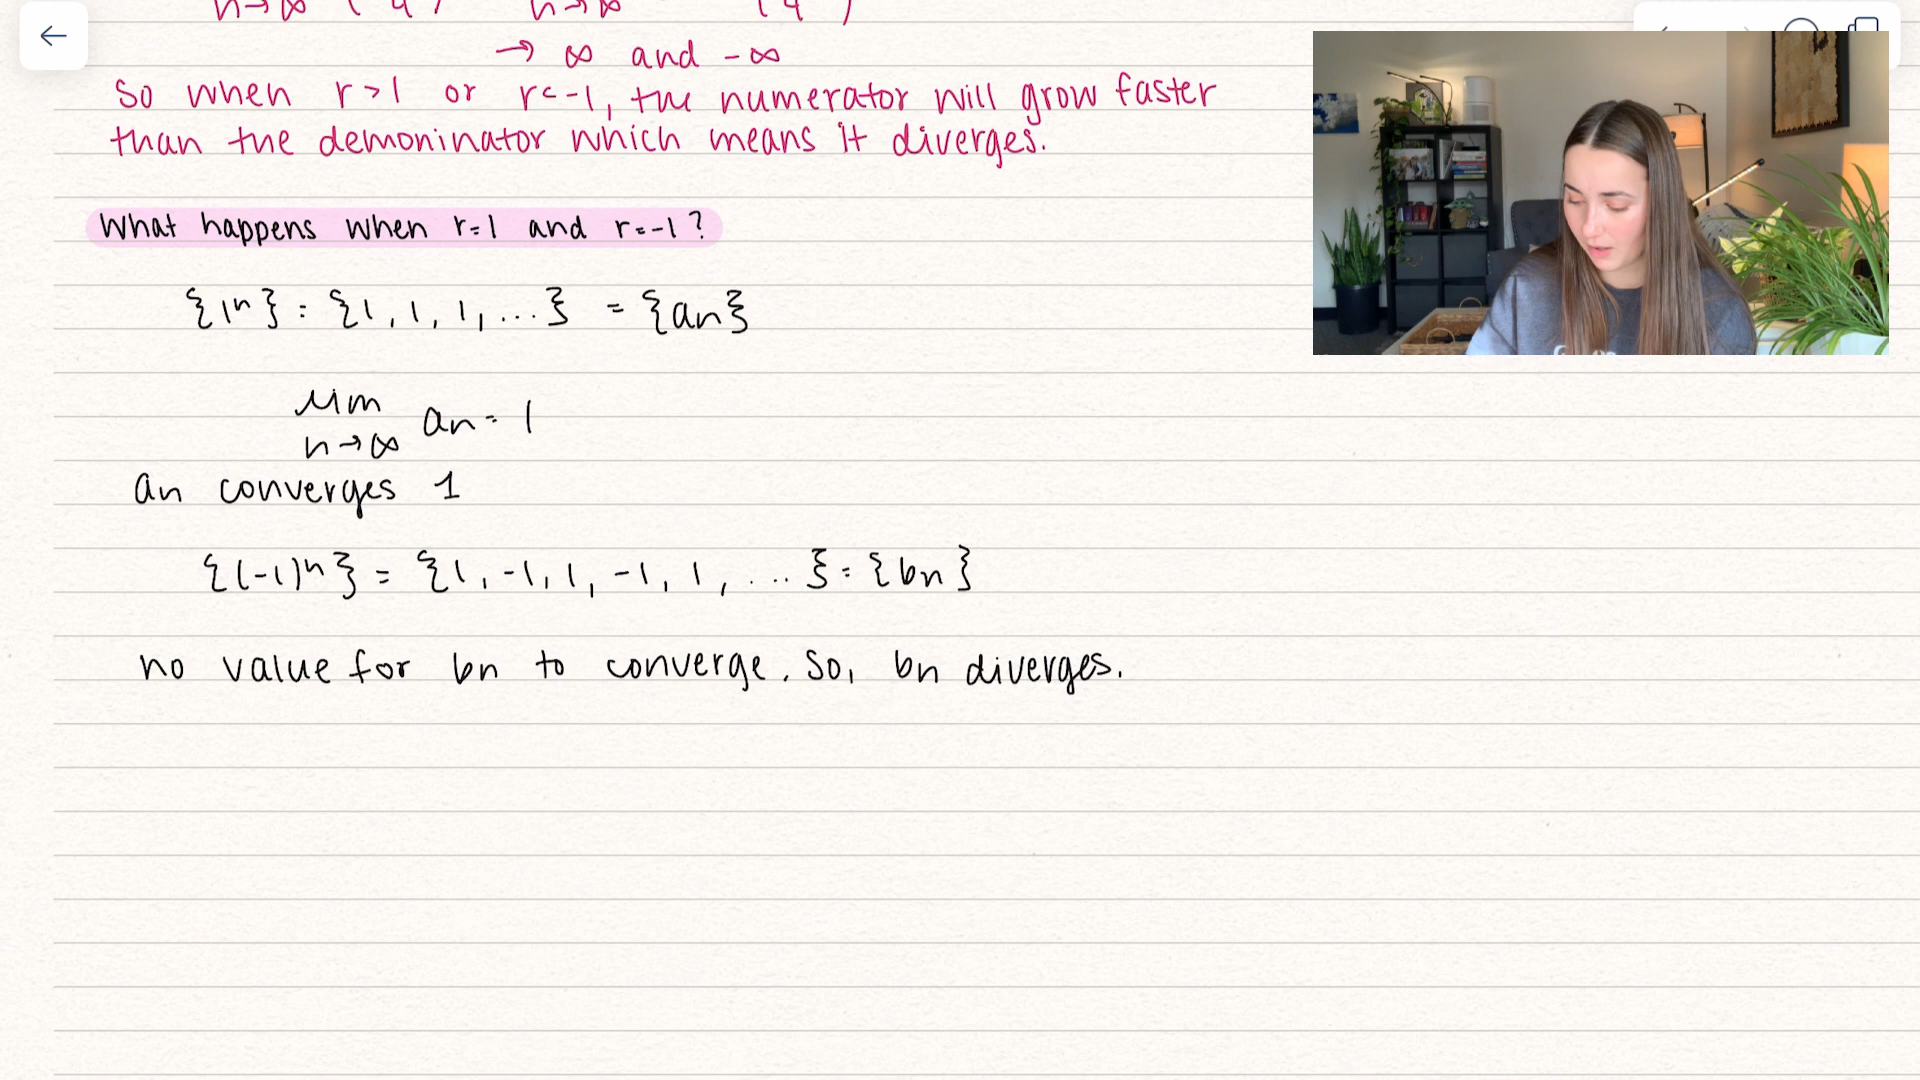 n→∞ n→∞
→ ∞ and -∞
So when r>1 or r<-1, the numerator will grow faster
than the demoninator which means it diverges.
What happens when r=1 and r=-1?
{1ⁿ} = {1, 1, 1, ...} = {an}
lim an = 1
n→∞
an converges 1
{(-1)ⁿ} = {1, -1, 1, -1, 1, ...} = {bn}
no value for bn to converge. So, bn diverges.